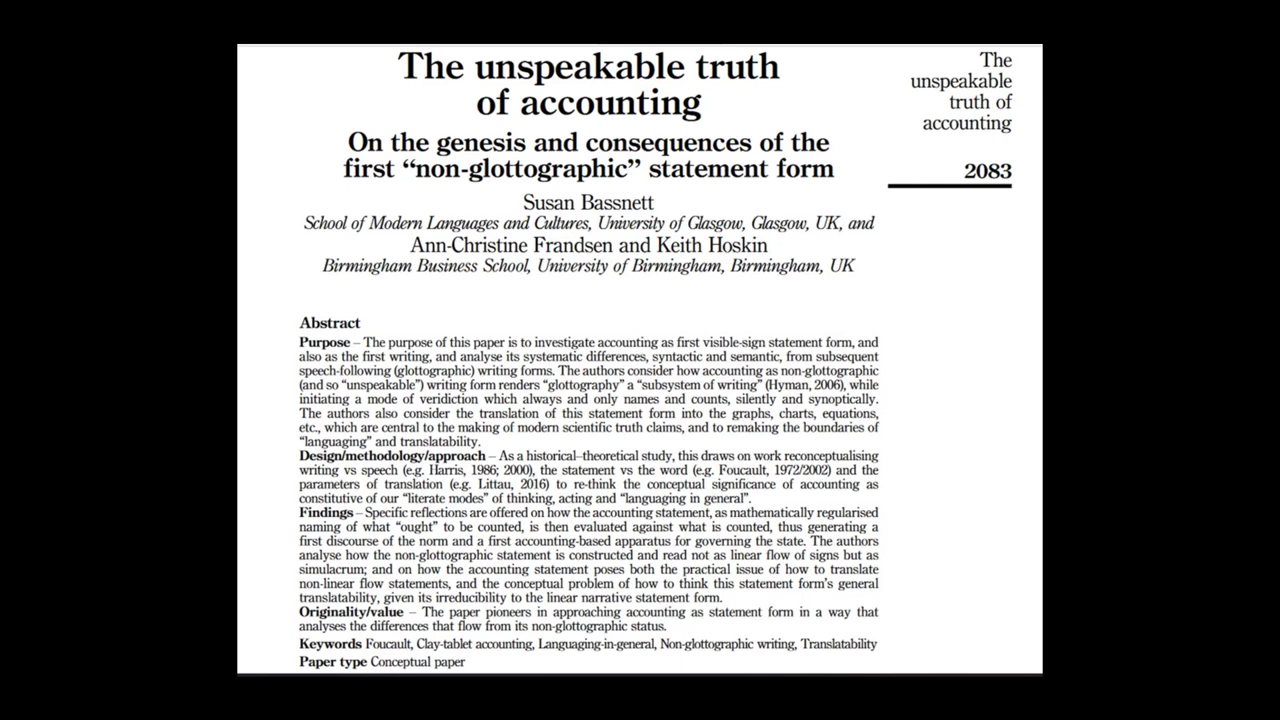 The unspeakable truth
of accounting
On the genesis and consequences of the
first “non-glottographic” statement form
Susan Bassnett
School of Modern Languages and Cultures, University of Glasgow, Glasgow, UK, and
Ann-Christine Frandsen and Keith Hoskin
Birmingham Business School, University of Birmingham, Birmingham, UK
The
unspeakable
truth of
accounting
2083
Abstract
Purpose – The purpose of this paper is to investigate accounting as first visible-sign statement form, and
also as the first writing, and analyse its systematic differences, syntactic and semantic, from subsequent
speech-following (glottographic) writing forms. The authors consider how accounting as non-glottographic
(and so “unspeakable”) writing form renders “glottography” a “subsystem of writing” (Hyman, 2006), while
initiating a mode of veridiction which always and only names and counts, silently and synoptically.
The authors also consider the translation of this statement form into the graphs, charts, equations,
etc., which are central to the making of modern scientific truth claims, and to remaking the boundaries of
“languaging” and translatability.
Design/methodology/approach – As a historical–theoretical study, this draws on work reconceptualising
writing vs speech (e.g. Harris, 1986; 2000), the statement vs the word (e.g. Foucault, 1972/2002) and the
parameters of translation (e.g. Littau, 2016) to re-think the conceptual significance of accounting as
constitutive of our “literate modes” of thinking, acting and “languaging in general”.
Findings – Specific reflections are offered on how the accounting statement, as mathematically regularised
naming of what “ought” to be counted, is then evaluated against what is counted, thus generating a
first discourse of the norm and a first accounting-based apparatus for governing the state. The authors
analyse how the non-glottographic statement is constructed and read not as linear flow of signs but as
simulacrum; and on how the accounting statement poses both the practical issue of how to translate
non-linear flow statements, and the conceptual problem of how to think this statement form’s general
translatability, given its irreducibility to the linear narrative statement form.
Originality/value – The paper pioneers in approaching accounting as statement form in a way that
analyses the differences that flow from its non-glottographic status.
Keywords Foucault, Clay-tablet accounting, Languaging-in-general, Non-glottographic writing, Translatability
Paper type Conceptual paper